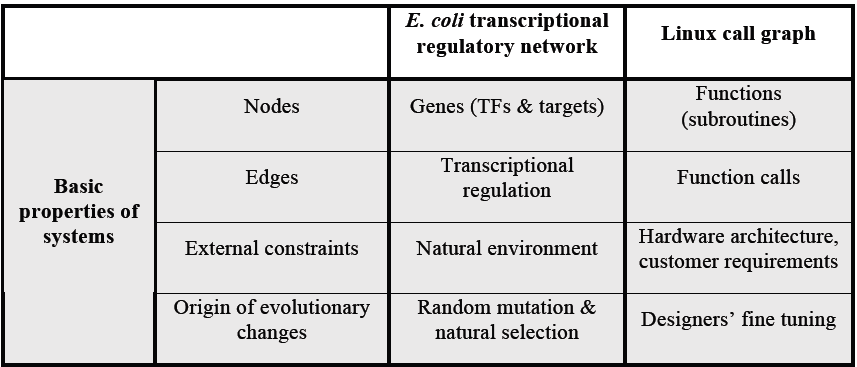 E. coli transcriptional
regulatory network
Linux call graph
Basic
properties of
systems
Nodes
Genes (TFs & targets)
Functions
(subroutines)
Edges
Transcriptional
regulation
Function calls
External constraints
Natural environment
Hardware architecture,
customer requirements
Origin of evolutionary
changes
Random mutation &
natural selection
Designers’ fine tuning